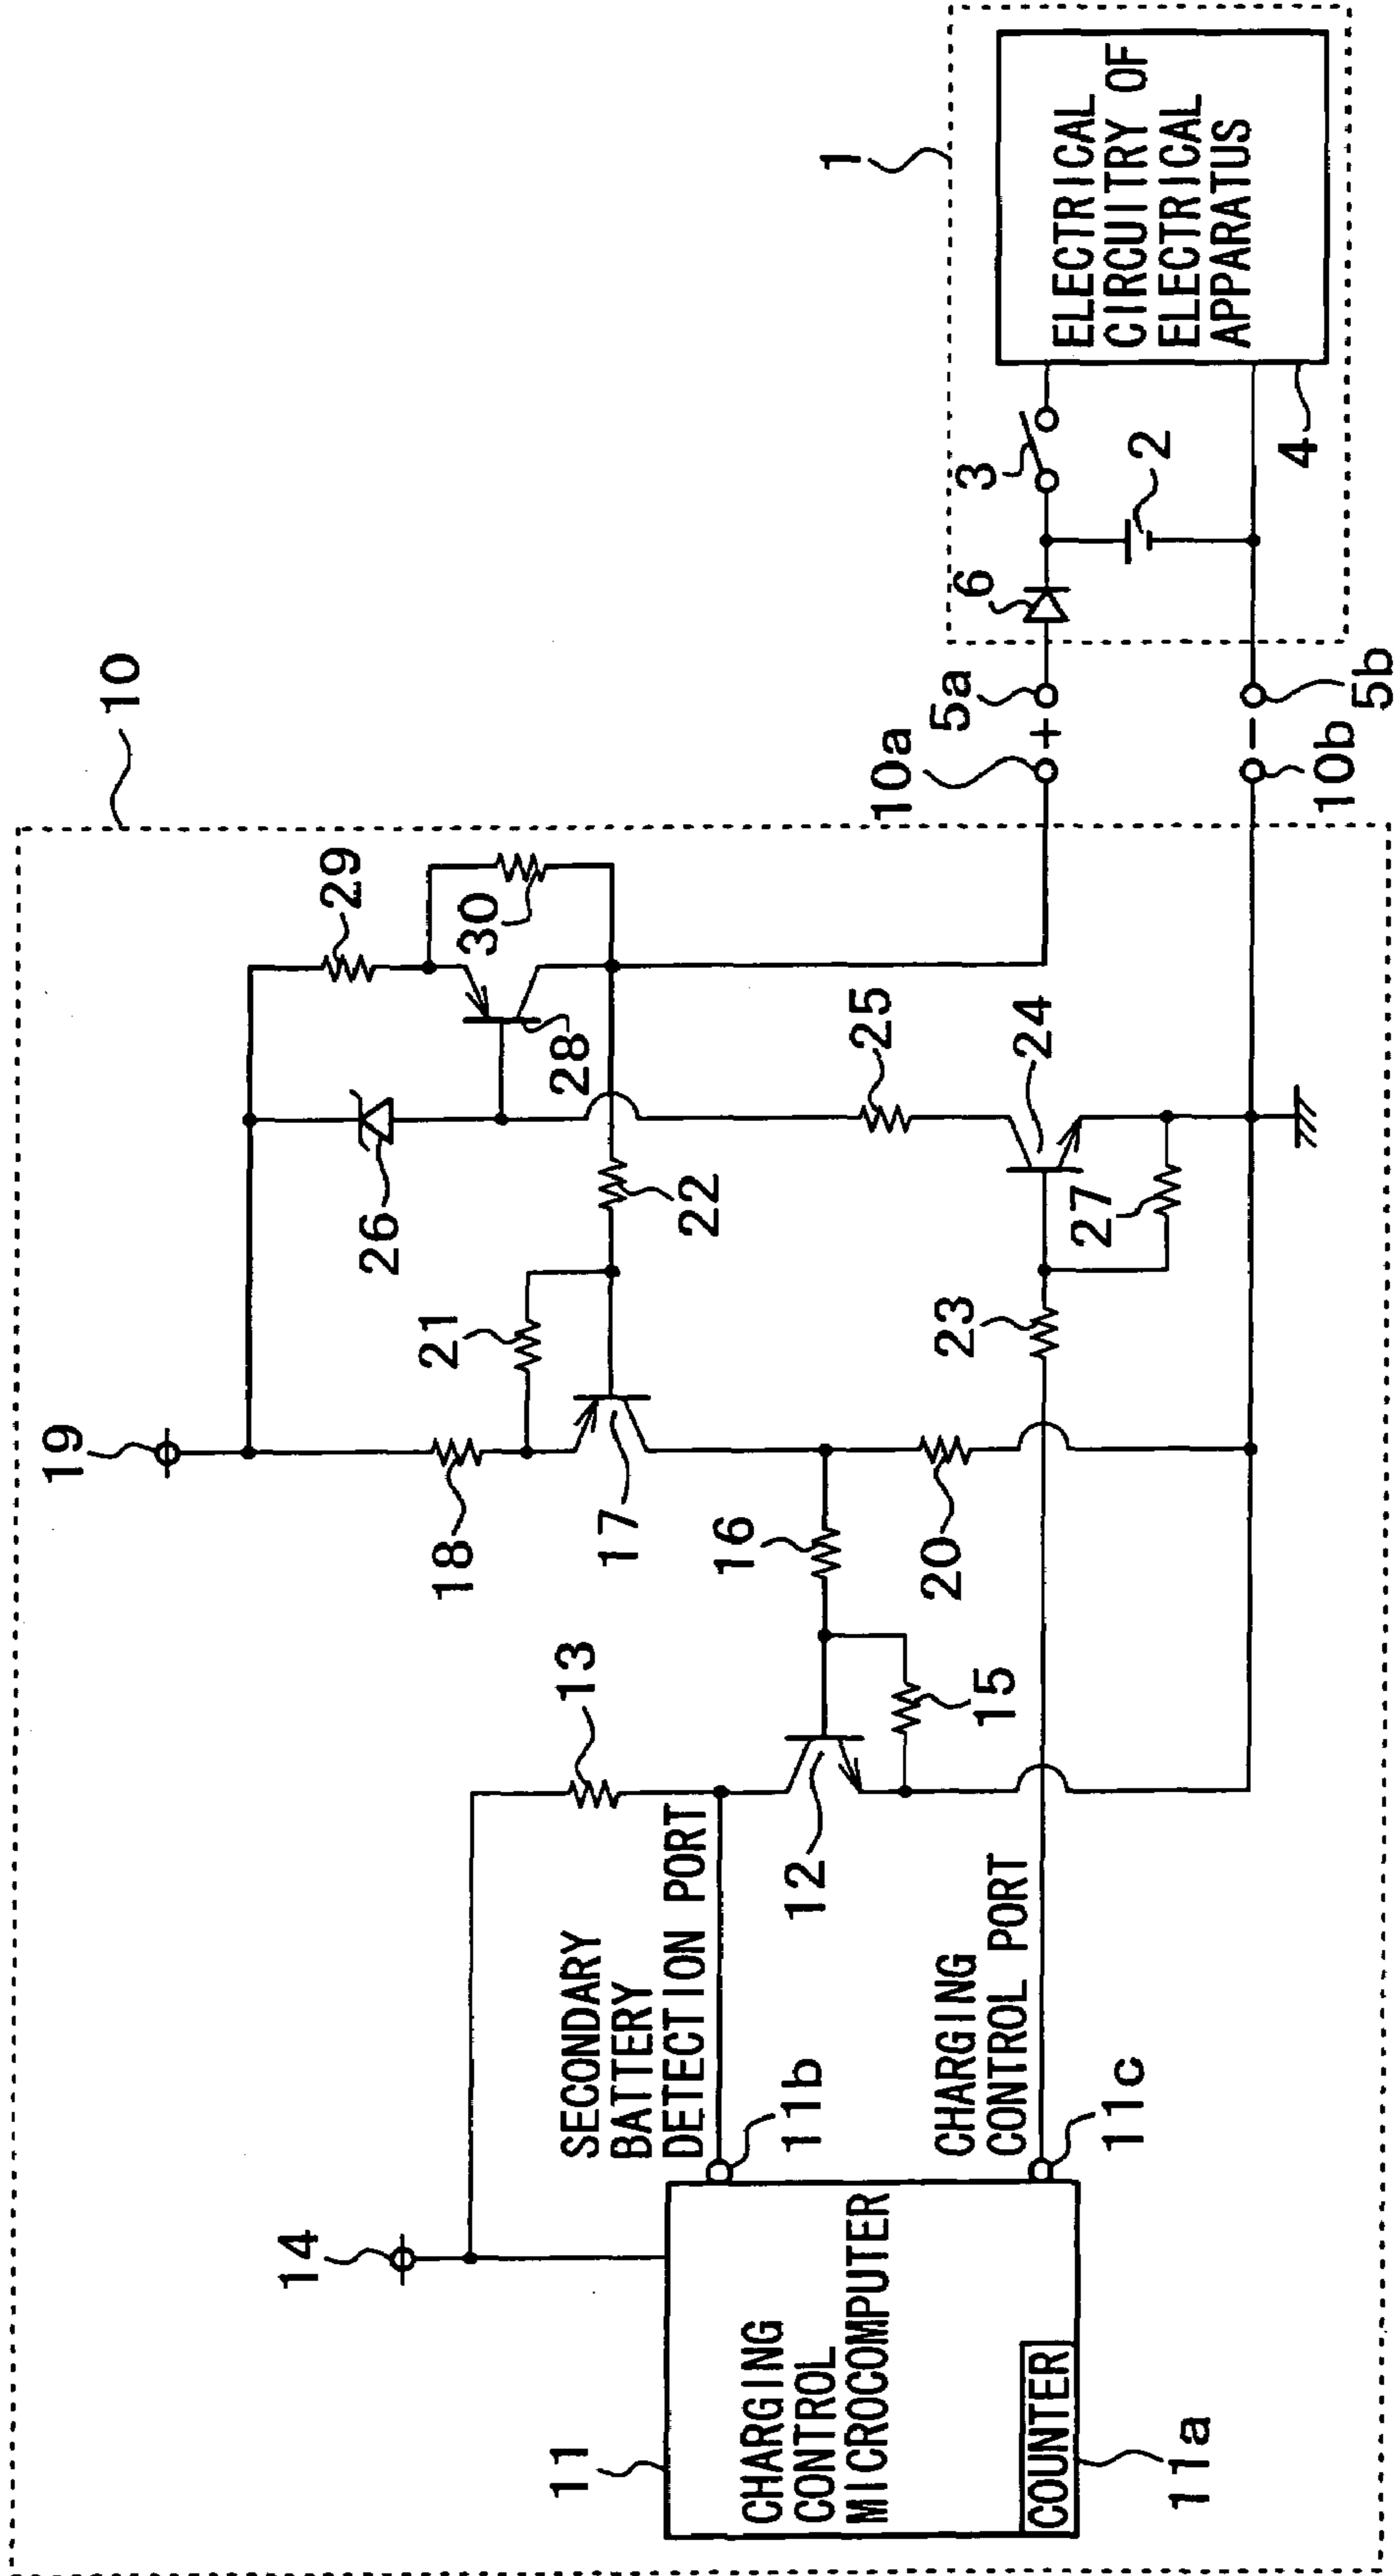 10
19
14
29
30
28
26
22
21
18
17
25
24
27
23
16
20
13
15
12
SECONDARY
BATTERY
DETECTION PORT
11b
CHARGING
CONTROL PORT
11c
11
CHARGING
CONTROL
MICROCOMPUTER
COUNTER
11a
10a
+
5a
10b
−
5b
1
6
3
2
4
ELECTRICAL
CIRCUITRY OF
ELECTRICAL
APPARATUS